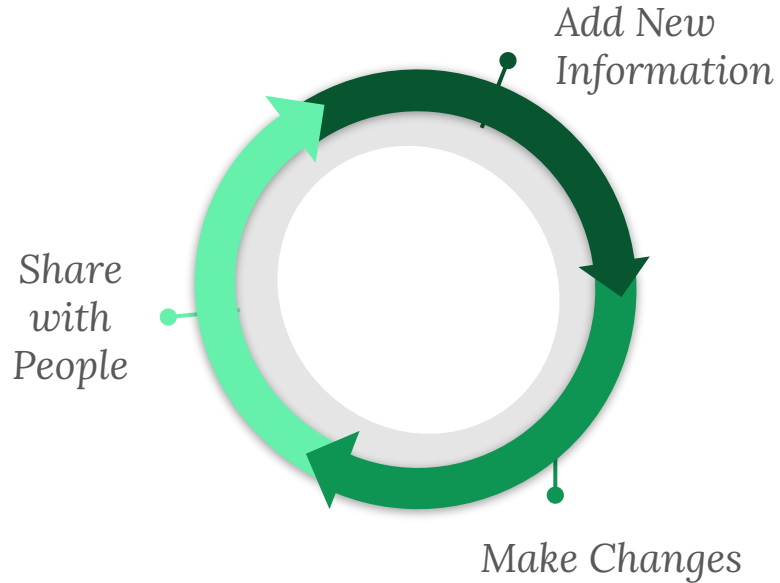 Add New
Information
Share
with
People
Make Changes